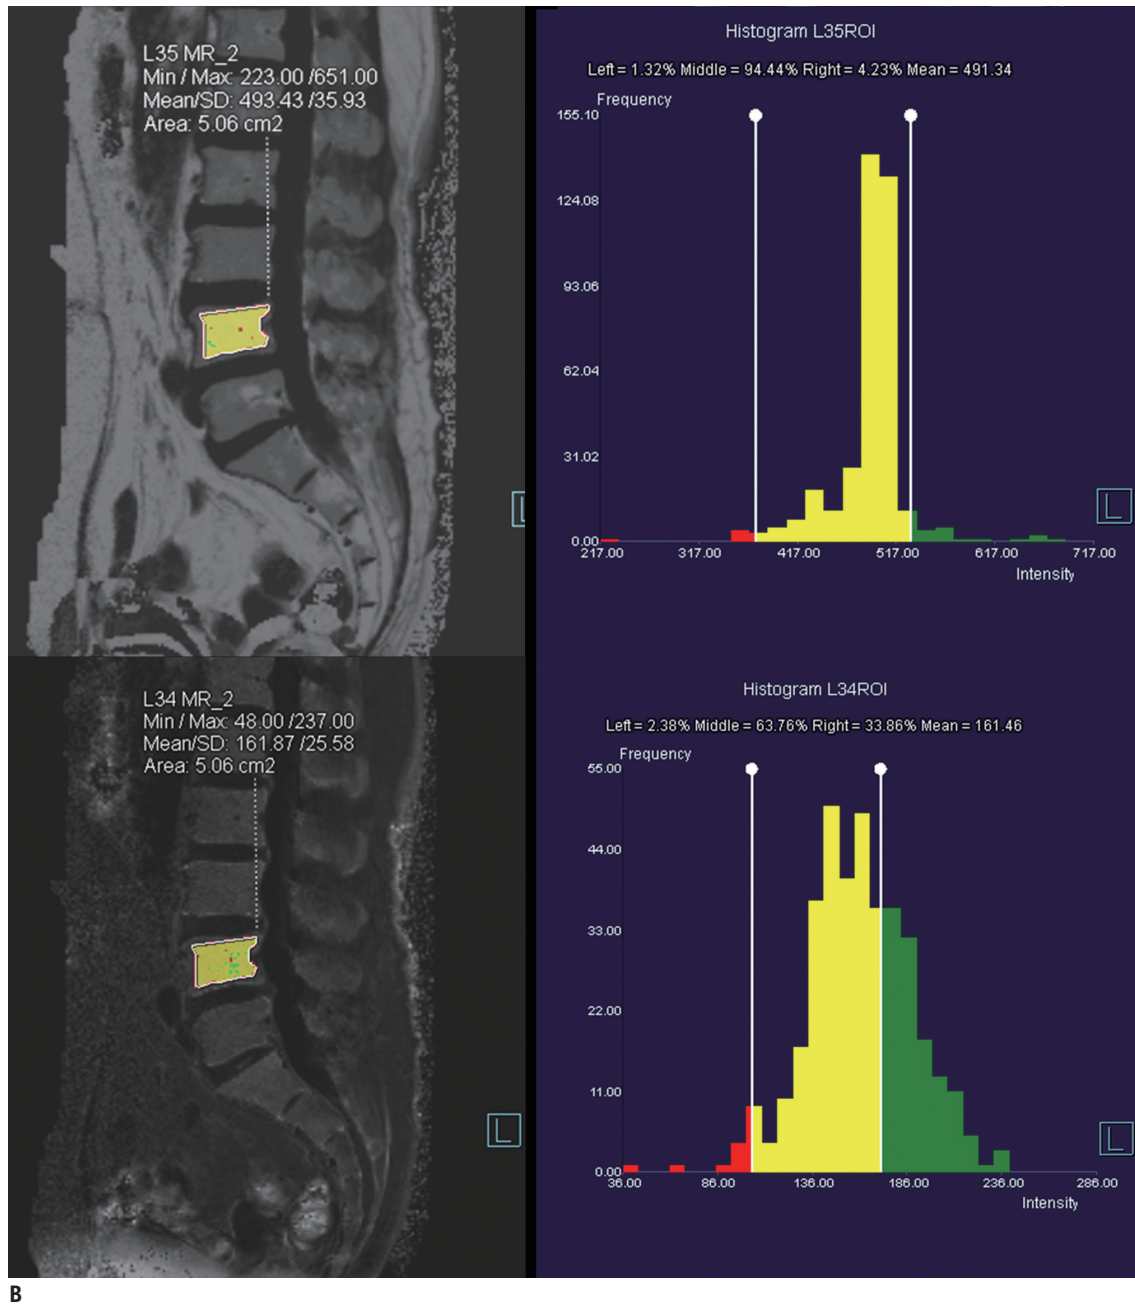 L35 MR_2
Min / Max: 223.00 /651.00
Mean/SD: 493.43 /35.93
Area: 5.06 cm2
L
Histogram L35ROI
Left = 1.32% Middle = 94.44% Right = 4.23% Mean = 491.34
Frequency
155.10
124.08
93.06
62.04
31.02
0.00
217.00 317.00 417.00 517.00 617.00 717.00
Intensity
L
L34 MR_2
Min / Max: 48.00 /237.00
Mean/SD: 161.87 /25.58
Area: 5.06 cm2
L
Histogram L34ROI
Left = 2.38% Middle = 63.76% Right = 33.86% Mean = 161.46
Frequency
55.00
44.00
33.00
22.00
11.00
0.00
36.00 86.00 136.00 186.00 236.00 286.00
Intensity
L
B